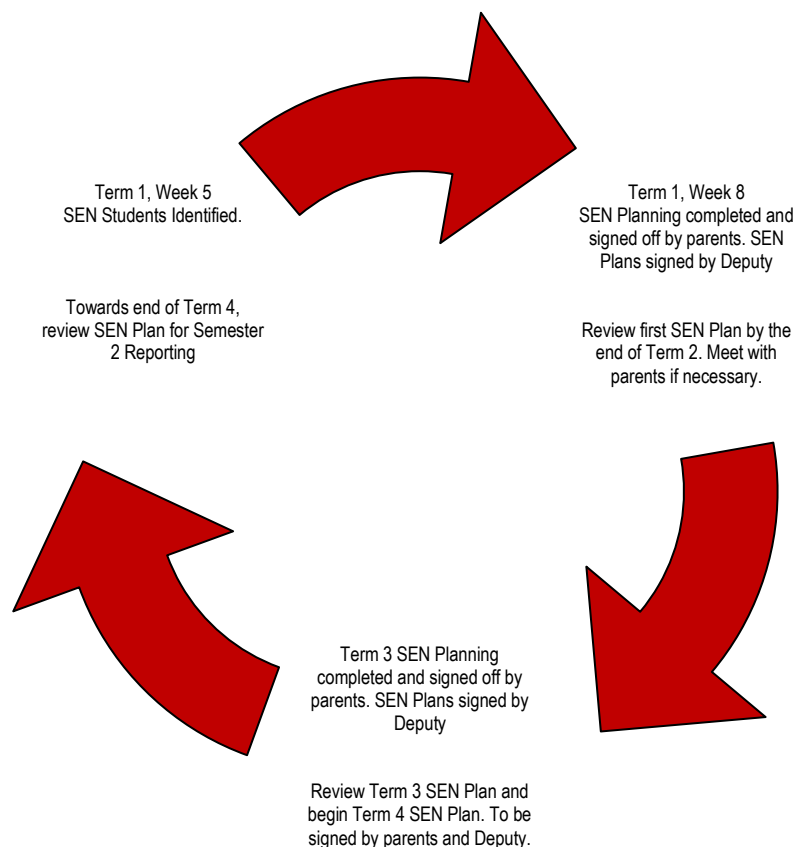 Term 1, Week 5
SEN Students Identified.
Towards end of Term 4,
review SEN Plan for Semester
2 Reporting
Term 1, Week 8
SEN Planning completed and
signed off by parents. SEN
Plans signed by Deputy
Review first SEN Plan by the
end of Term 2. Meet with
parents if necessary.
Term 3 SEN Planning
completed and signed off by
parents. SEN Plans signed by
Deputy
Review Term 3 SEN Plan and
begin Term 4 SEN Plan. To be
signed by parents and Deputy.